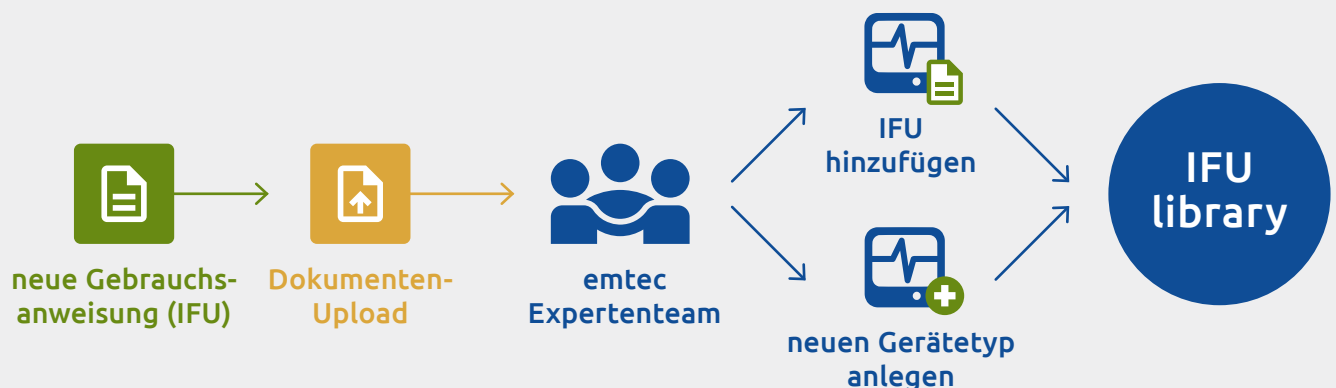 neue Gebrauchs-
anweisung (IFU)
Dokumenten-
Upload
emtec
Expertenteam
IFU
hinzufügen
neuen Gerätetyp
anlegen
IFU
library